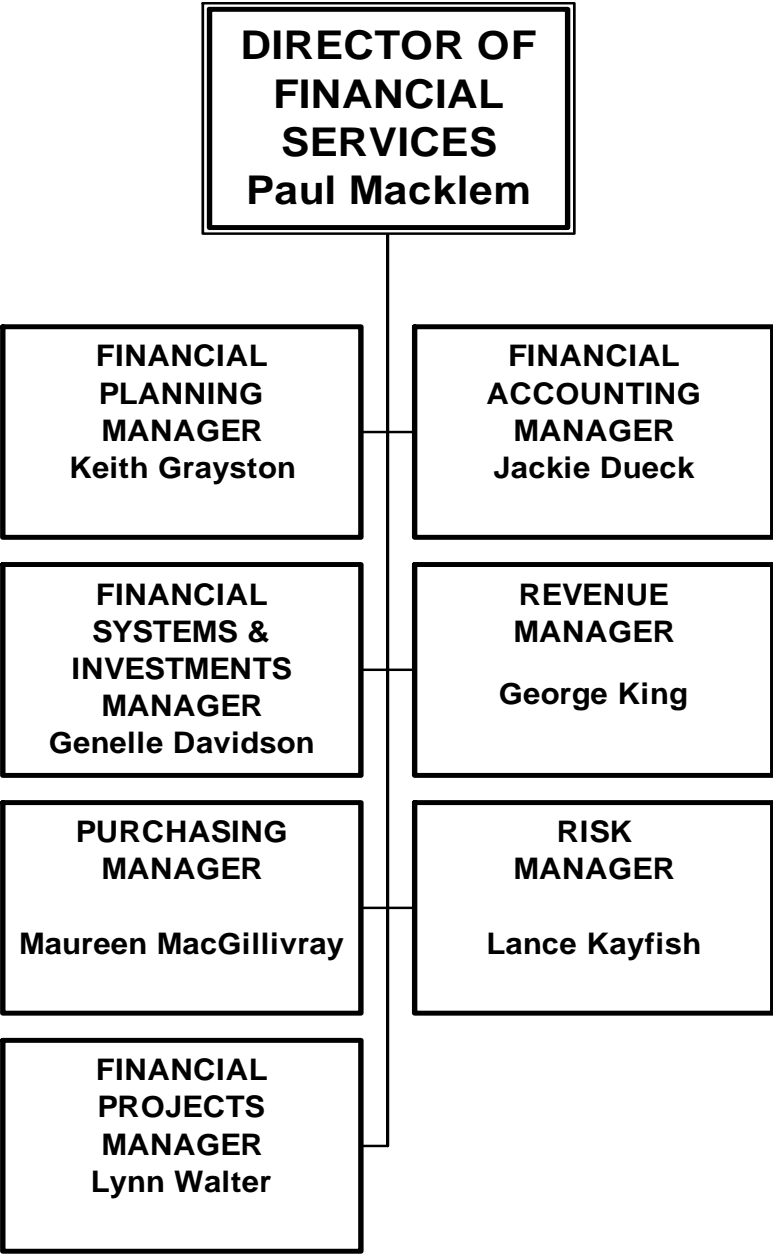 DIRECTOR OF
FINANCIAL
SERVICES
Paul Macklem
FINANCIAL
PLANNING
MANAGER
Keith Grayston
FINANCIAL
ACCOUNTING
MANAGER
Jackie Dueck
FINANCIAL
SYSTEMS &
INVESTMENTS
MANAGER
Genelle Davidson
REVENUE
MANAGER
George King
PURCHASING
MANAGER
Maureen MacGillivray
RISK
MANAGER
Lance Kayfish
FINANCIAL
PROJECTS
MANAGER
Lynn Walter